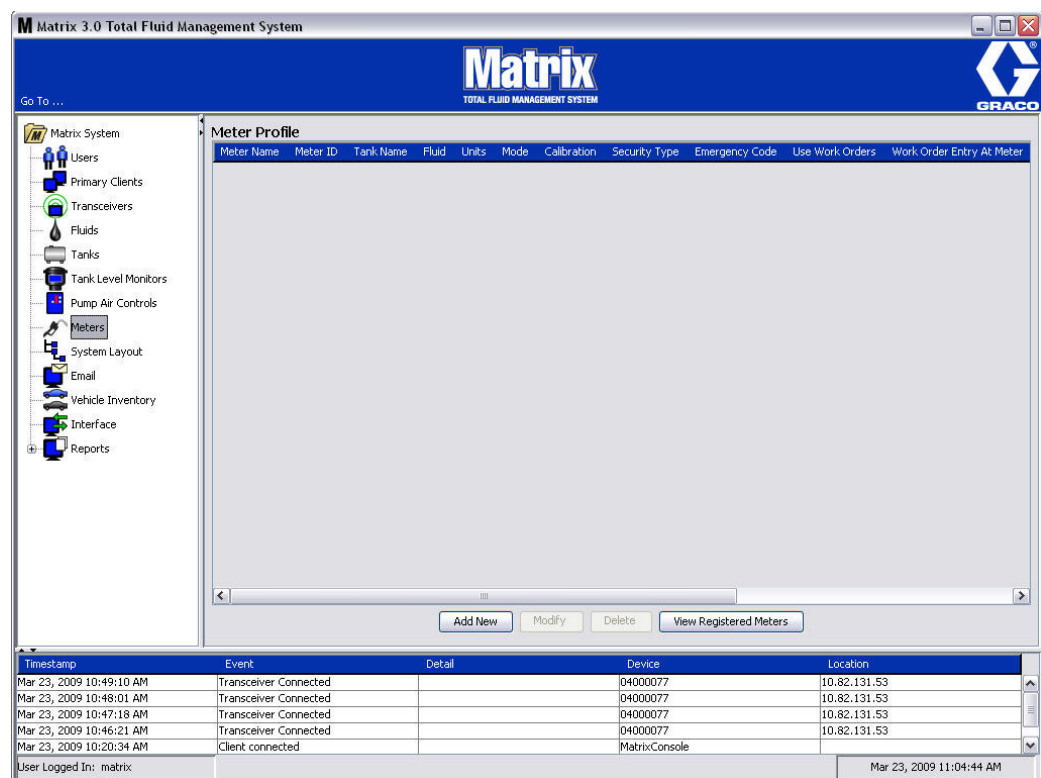 Matrix 3.0 Total Fluid Management System
Matrix
TOTAL FLUID MANAGEMENT SYSTEM
Go To ...
GRACO
®
Matrix System
Users
Primary Clients
Transceivers
Fluids
Tanks
Tank Level Monitors
Pump Air Controls
Meters
System Layout
Email
Vehicle Inventory
Interface
Reports
Meter Profile
Meter Name Meter ID Tank Name Fluid Units Mode Calibration Security Type Emergency Code Use Work Orders Work Order Entry At Meter
Add New Modify Delete View Registered Meters
Timestamp Event Detail Device Location
Mar 23, 2009 10:49:10 AM Transceiver Connected 04000077 10.82.131.53
Mar 23, 2009 10:48:01 AM Transceiver Connected 04000077 10.82.131.53
Mar 23, 2009 10:47:18 AM Transceiver Connected 04000077 10.82.131.53
Mar 23, 2009 10:46:21 AM Transceiver Connected 04000077 10.82.131.53
Mar 23, 2009 10:20:34 AM Client connected MatrixConsole
User Logged In: matrix Mar 23, 2009 11:04:44 AM